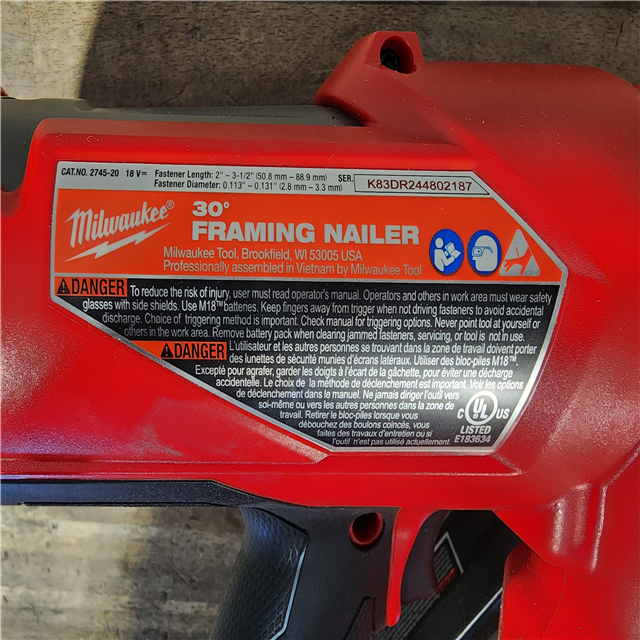 CAT.NO. 2745-20 18 V⎓ Fastener Length: 2" – 3-1/2" (50.8 mm – 88.9 mm) SER. K83DR244802187
Fastener Diameter: 0.113" – 0.131" (2.8 mm – 3.3 mm)
Milwaukee®
30°
FRAMING NAILER
Milwaukee Tool, Brookfield, WI 53005 USA
Professionally assembled in Vietnam by Milwaukee Tool
DANGER To reduce the risk of injury, user must read operator's manual. Operators and others in work area must wear safety
glasses with side shields. Use M18™ batteries. Keep fingers away from trigger when not driving fasteners to avoid accidental
discharge. Choice of triggering method is important. Check manual for triggering options. Never point tool at yourself or
others in the work area. Remove battery pack when clearing jammed fasteners, servicing, or tool is not in use.
DANGER L'utilisateur et les autres personnes se trouvant dans la zone de travail doivent porter
des lunettes de sécurité munies d'écrans latéraux. Utiliser des bloc-piles M18™.
Excepté pour agrafer, garder les doigts à l'écart de la gâchette, pour éviter une décharge
accidentelle. Le choix de la méthode de déclenchement est important. Voir les options
de déclenchement dans le manuel. Ne jamais diriger l'outil vers
soi-même ou vers les autres personnes dans la zone de
travail. Retirer le bloc-piles lorsque vous
débouchez des boulons coincés, vous
faites des travaux d'entretien ou si
l'outil n'est pas utilisé actuellement.
C UL® US
LISTED
E183634